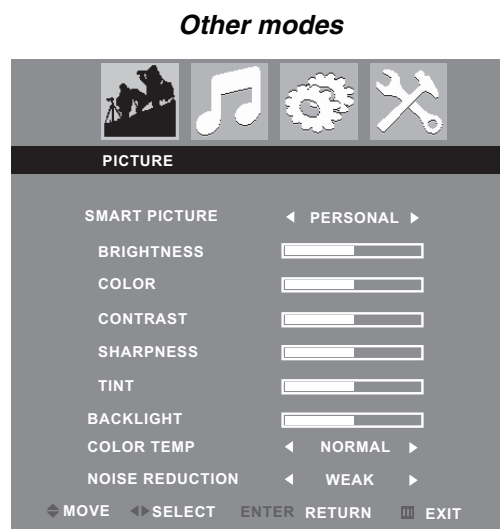 Other modes
PICTURE
SMART PICTURE PERSONAL
BRIGHTNESS
COLOR
CONTRAST
SHARPNESS
TINT
BACKLIGHT
COLOR TEMP NORMAL
NOISE REDUCTION WEAK
MOVE SELECT ENTER RETURN EXIT